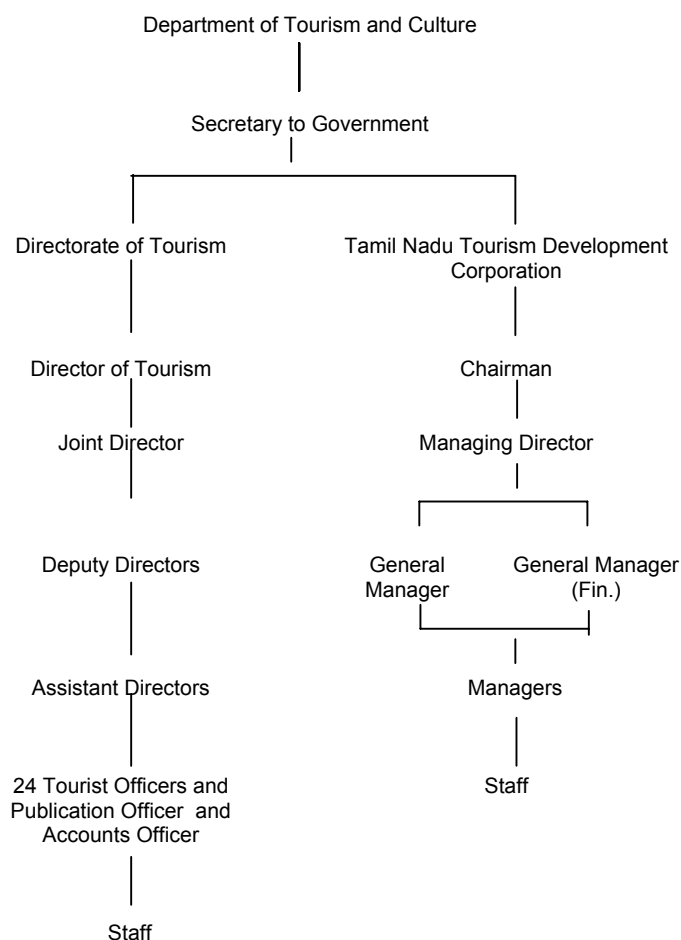 Department of Tourism and Culture
Secretary to Government
Directorate of Tourism
Tamil Nadu Tourism Development
Corporation
Director of Tourism
Chairman
Joint Director
Managing Director
Deputy Directors
General
Manager
General Manager
(Fin.)
Assistant Directors
Managers
24 Tourist Officers and
Publication Officer and
Accounts Officer
Staff
Staff